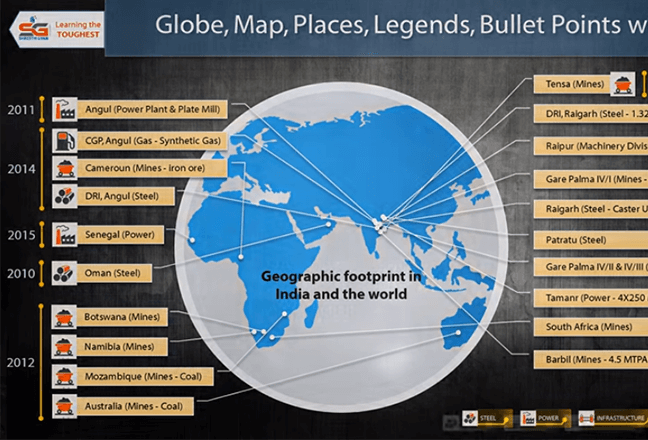 SG
Learning the
TOUGHEST
Globe, Map, Places, Legends, Bullet Points w
2011
Angul (Power Plant & Plate Mill)
CGP, Angul (Gas - Synthetic Gas)
2014
Cameroun (Mines - iron ore)
DRI, Angul (Steel)
2015
Senegal (Power)
2010
Oman (Steel)
Botswana (Mines)
Namibia (Mines)
2012
Mozambique (Mines - Coal)
Australia (Mines - Coal)
Geographic footprint in
India and the world
Tensa (Mines)
DRI, Raigarh (Steel - 1.32
Raipur (Machinery Divis
Gare Palma IV/I (Mines -
Raigarh (Steel - Caster U
Patratu (Steel)
Gare Palma IV/II & IV/III (
Tamanr (Power - 4X250
South Africa (Mines)
Barbil (Mines - 4.5 MTPA
STEEL
POWER
INFRASTRUCTURE